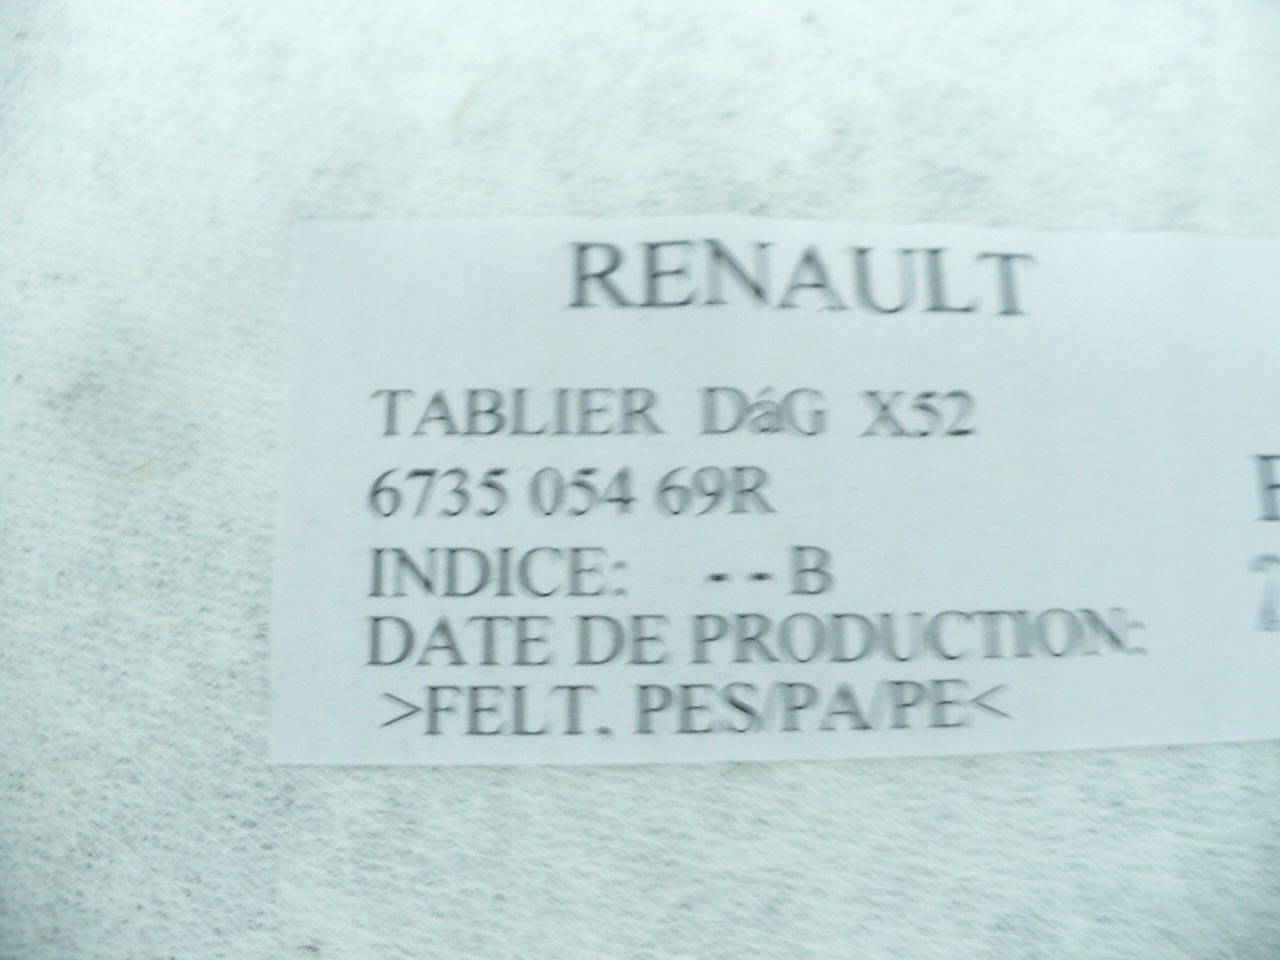 RENAULT
TABLIER DáG X52
6735 054 69R
INDICE: --B
DATE DE PRODUCTION:
>FELT, PES/PA/PE<